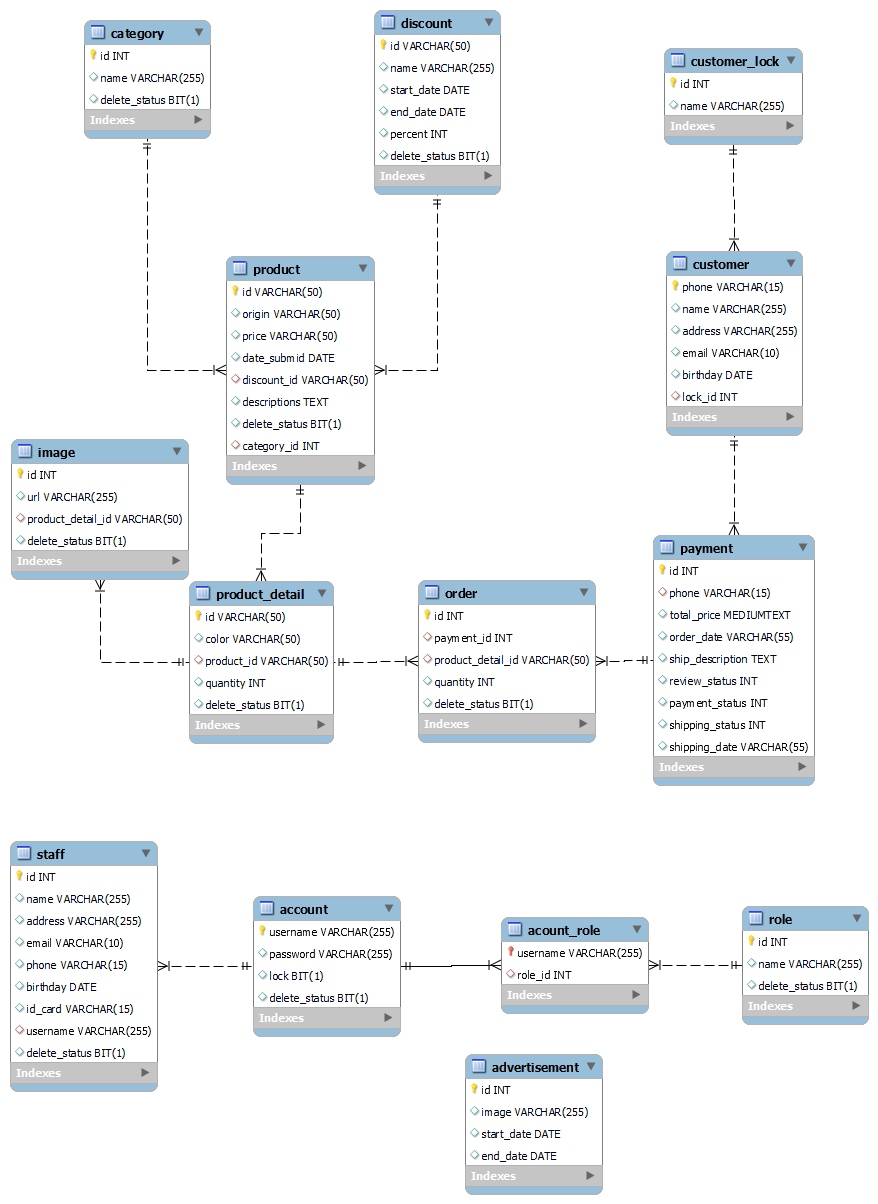 category
id INT
name VARCHAR(255)
delete_status BIT(1)
Indexes
discount
id VARCHAR(50)
name VARCHAR(255)
start_date DATE
end_date DATE
percent INT
delete_status BIT(1)
Indexes
customer_lock
id INT
name VARCHAR(255)
Indexes
product
id VARCHAR(50)
origin VARCHAR(50)
price VARCHAR(50)
date_submid DATE
discount_id VARCHAR(50)
descriptions TEXT
delete_status BIT(1)
category_id INT
Indexes
customer
phone VARCHAR(15)
name VARCHAR(255)
address VARCHAR(255)
email VARCHAR(10)
birthday DATE
lock_id INT
Indexes
image
id INT
url VARCHAR(255)
product_detail_id VARCHAR(50)
delete_status BIT(1)
Indexes
product_detail
id VARCHAR(50)
color VARCHAR(50)
product_id VARCHAR(50)
quantity INT
delete_status BIT(1)
Indexes
order
id INT
payment_id INT
product_detail_id VARCHAR(50)
quantity INT
delete_status BIT(1)
Indexes
payment
id INT
phone VARCHAR(15)
total_price MEDIUMTEXT
order_date VARCHAR(55)
ship_description TEXT
review_status INT
payment_status INT
shipping_status INT
shipping_date VARCHAR(55)
Indexes
staff
id INT
name VARCHAR(255)
address VARCHAR(255)
email VARCHAR(10)
phone VARCHAR(15)
birthday DATE
id_card VARCHAR(15)
username VARCHAR(255)
delete_status BIT(1)
Indexes
account
username VARCHAR(255)
password VARCHAR(255)
lock BIT(1)
delete_status BIT(1)
Indexes
acount_role
username VARCHAR(255)
role_id INT
Indexes
role
id INT
name VARCHAR(255)
delete_status BIT(1)
Indexes
advertisement
id INT
image VARCHAR(255)
start_date DATE
end_date DATE
Indexes